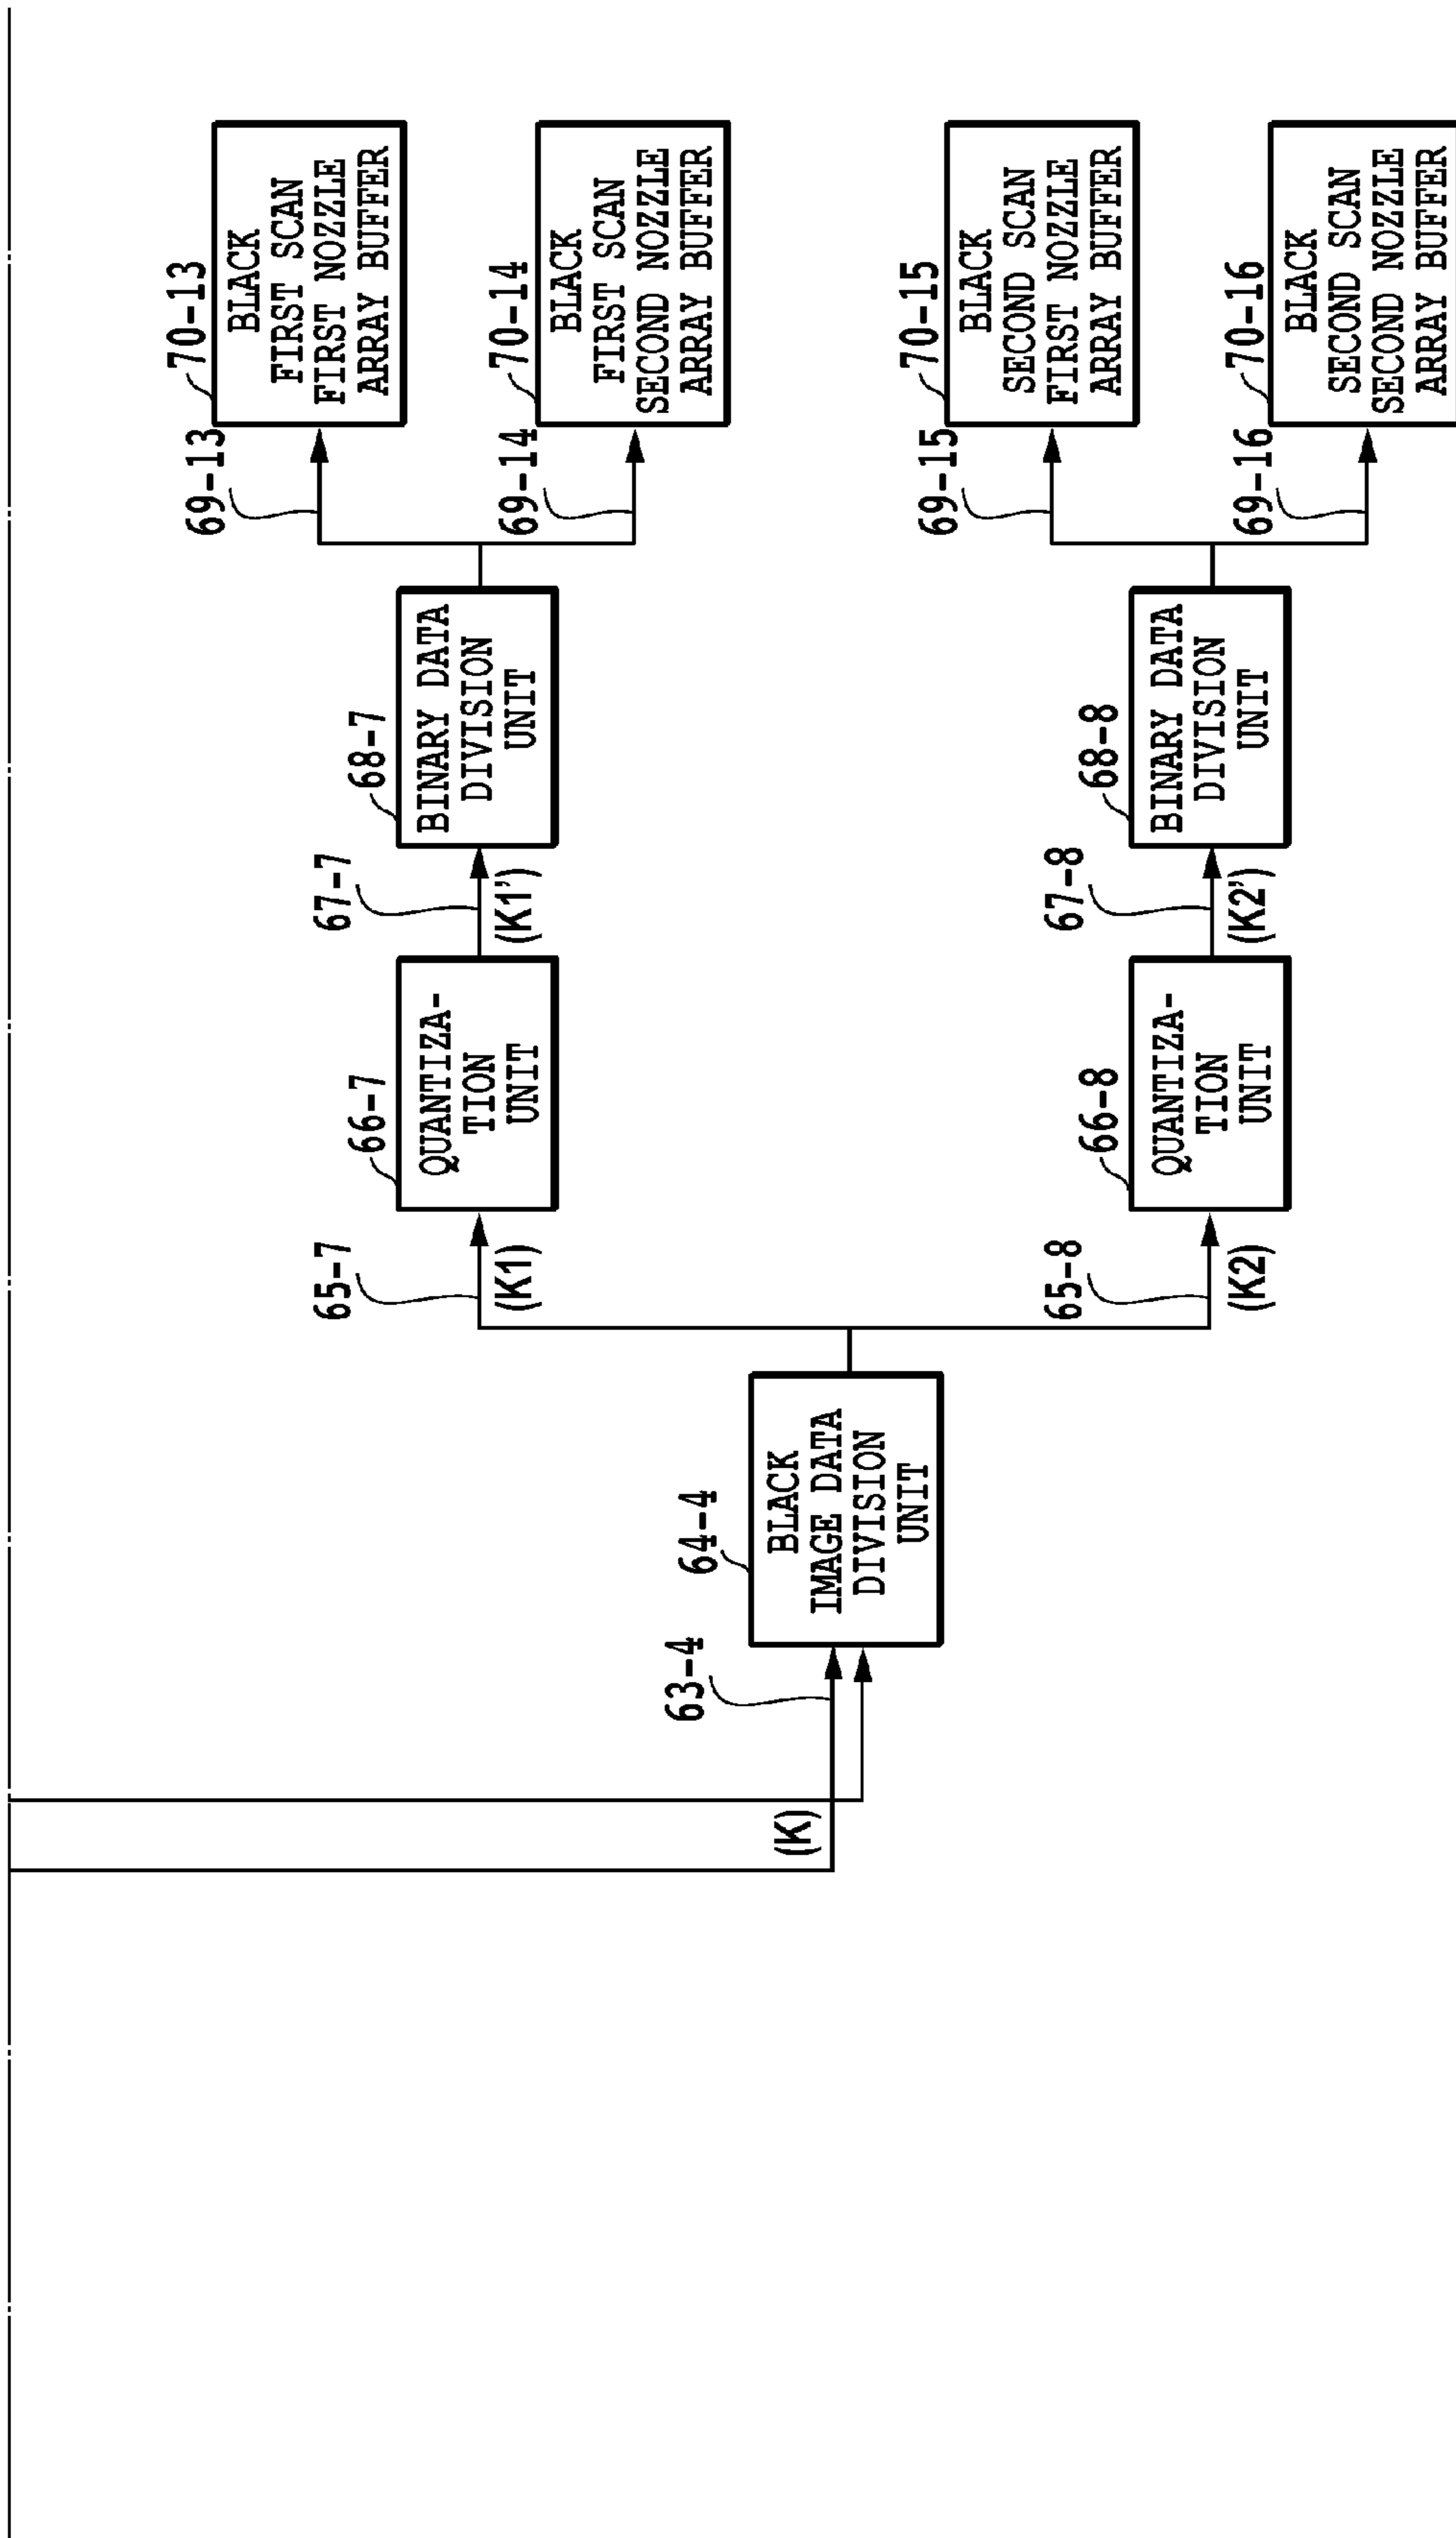 (K)
63-4
64-4
BLACK
IMAGE DATA
DIVISION
UNIT
65-7
(K1)
66-7
QUANTIZA-
TION
UNIT
67-7
(K1')
68-7
BINARY DATA
DIVISION
UNIT
69-13
70-13
BLACK
FIRST SCAN
FIRST NOZZLE
ARRAY BUFFER
69-14
70-14
BLACK
FIRST SCAN
SECOND NOZZLE
ARRAY BUFFER
65-8
(K2)
66-8
QUANTIZA-
TION
UNIT
67-8
(K2')
68-8
BINARY DATA
DIVISION
UNIT
69-15
70-15
BLACK
SECOND SCAN
FIRST NOZZLE
ARRAY BUFFER
69-16
70-16
BLACK
SECOND SCAN
SECOND NOZZLE
ARRAY BUFFER